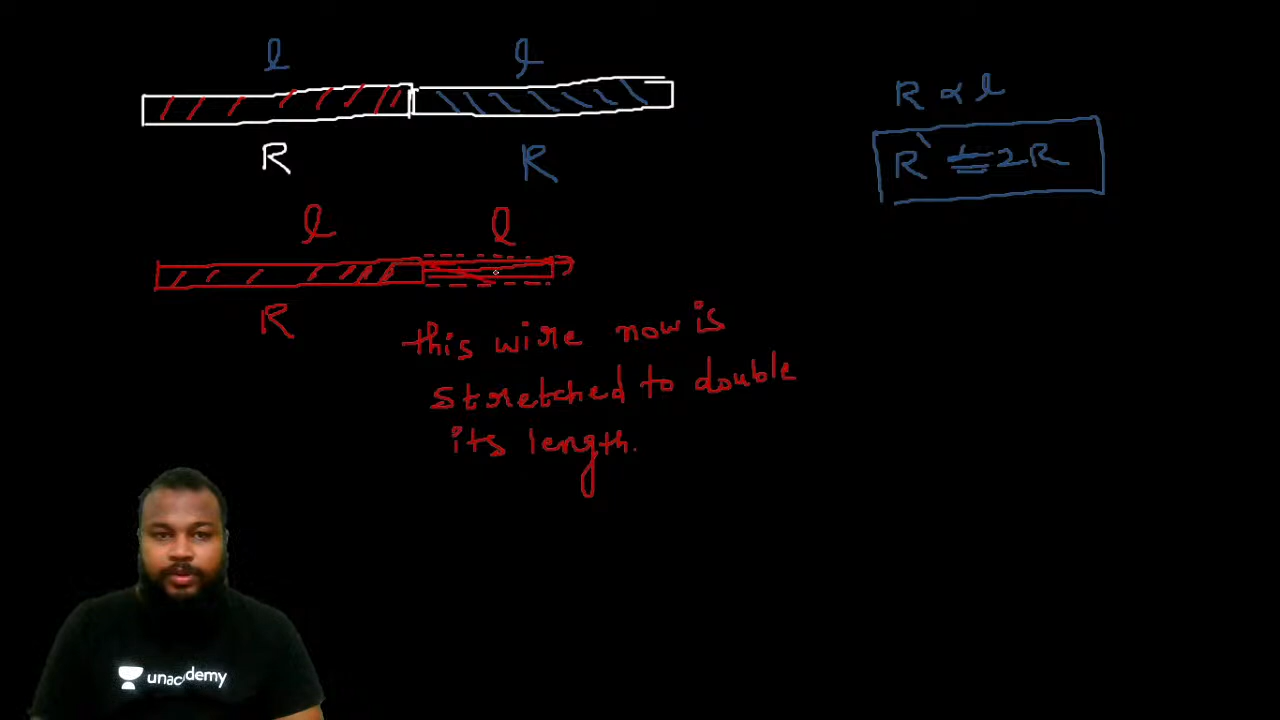 l l
R R
R ∝ l
R` = 2R
l l
R
this wire now is
stretched to double
its length.
unacademy